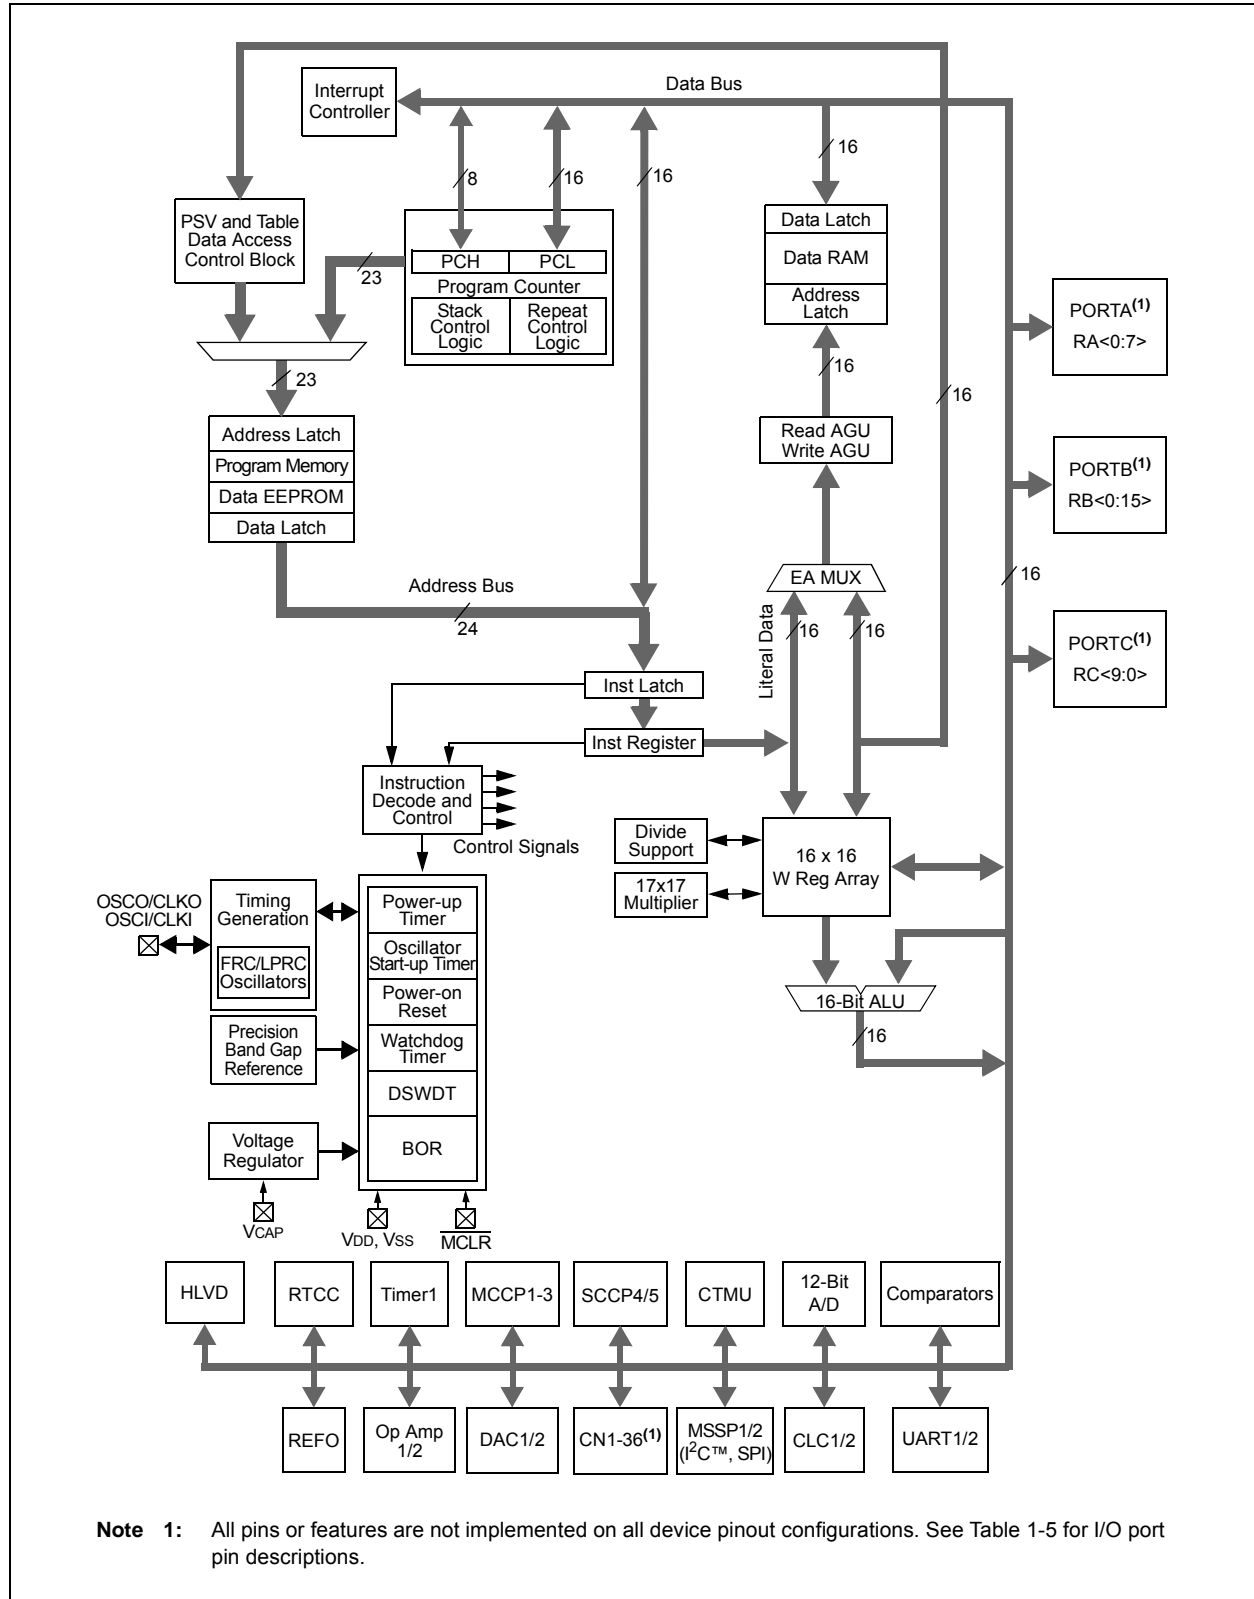 Data Bus
Interrupt
Controller
16
8
16
16
PSV and Table
Data Access
Control Block
Data Latch
Data RAM
Address
Latch
23
PCH
PCL
Program Counter
Stack
Control
Logic
Repeat
Control
Logic
PORTA(1)
RA<0:7>
16
23
16
Address Latch
Program Memory
Data EEPROM
Data Latch
Read AGU
Write AGU
PORTB(1)
RB<0:15>
16
EA MUX
Address Bus
24
Literal Data
16
16
PORTC(1)
RC<9:0>
Inst Latch
Inst Register
Instruction
Decode and
Control
Control Signals
Divide
Support
17x17
Multiplier
16 x 16
W Reg Array
OSCO/CLKO
OSCI/CLKI
Timing
Generation
FRC/LPRC
Oscillators
Power-up
Timer
Oscillator
Start-up Timer
Power-on
Reset
Watchdog
Timer
DSWDT
BOR
16-Bit ALU
16
Precision
Band Gap
Reference
Voltage
Regulator
VCAP
VDD, VSS
MCLR
HLVD
RTCC
Timer1
MCCP1-3
SCCP4/5
CTMU
12-Bit
A/D
Comparators
REFO
Op Amp
1/2
DAC1/2
CN1-36(1)
MSSP1/2
(I2C™, SPI)
CLC1/2
UART1/2
Note 1: All pins or features are not implemented on all device pinout configurations. See Table 1-5 for I/O port
pin descriptions.